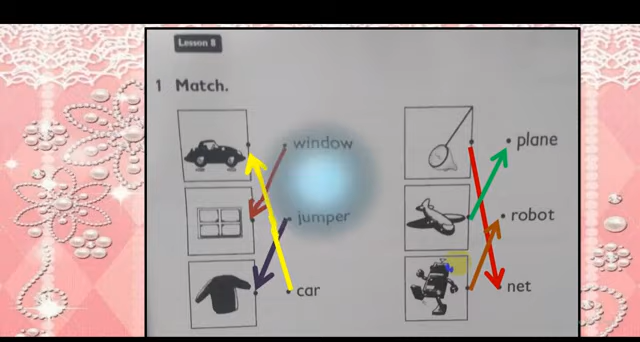 Lesson 8
1 Match.
window
jumper
car
plane
robot
net